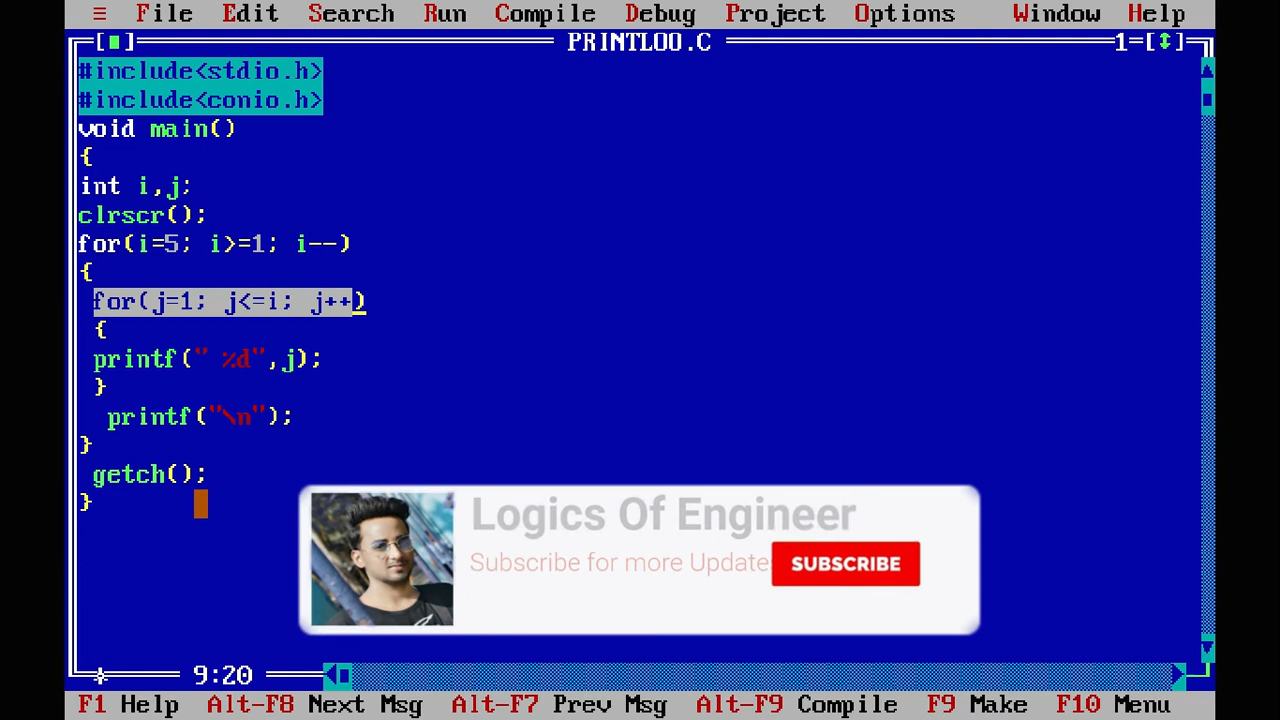 ≡ File Edit Search Run Compile Debug Project Options Window Help
[■] PRINTLOO.C 1=[↕]
#include<stdio.h>
#include<conio.h>
void main()
{
int i,j;
clrscr();
for(i=5; i>=1; i--)
{
for(j=1; j<=i; j++)
{
printf(" %d",j);
}
printf("\n");
}
getch();
}
Logics Of Engineer
Subscribe for more Update
SUBSCRIBE
9:20
F1 Help Alt-F8 Next Msg Alt-F7 Prev Msg Alt-F9 Compile F9 Make F10 Menu